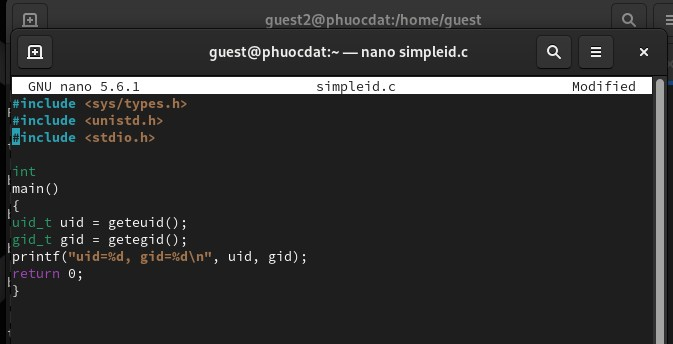 guest2@phuocdat:/home/guest
guest@phuocdat:~ — nano simpleid.c
GNU nano 5.6.1 simpleid.c Modified
#include <sys/types.h>
#include <unistd.h>
#include <stdio.h>
int
main()
{
uid_t uid = geteuid();
gid_t gid = getegid();
printf("uid=%d, gid=%d\n", uid, gid);
return 0;
}